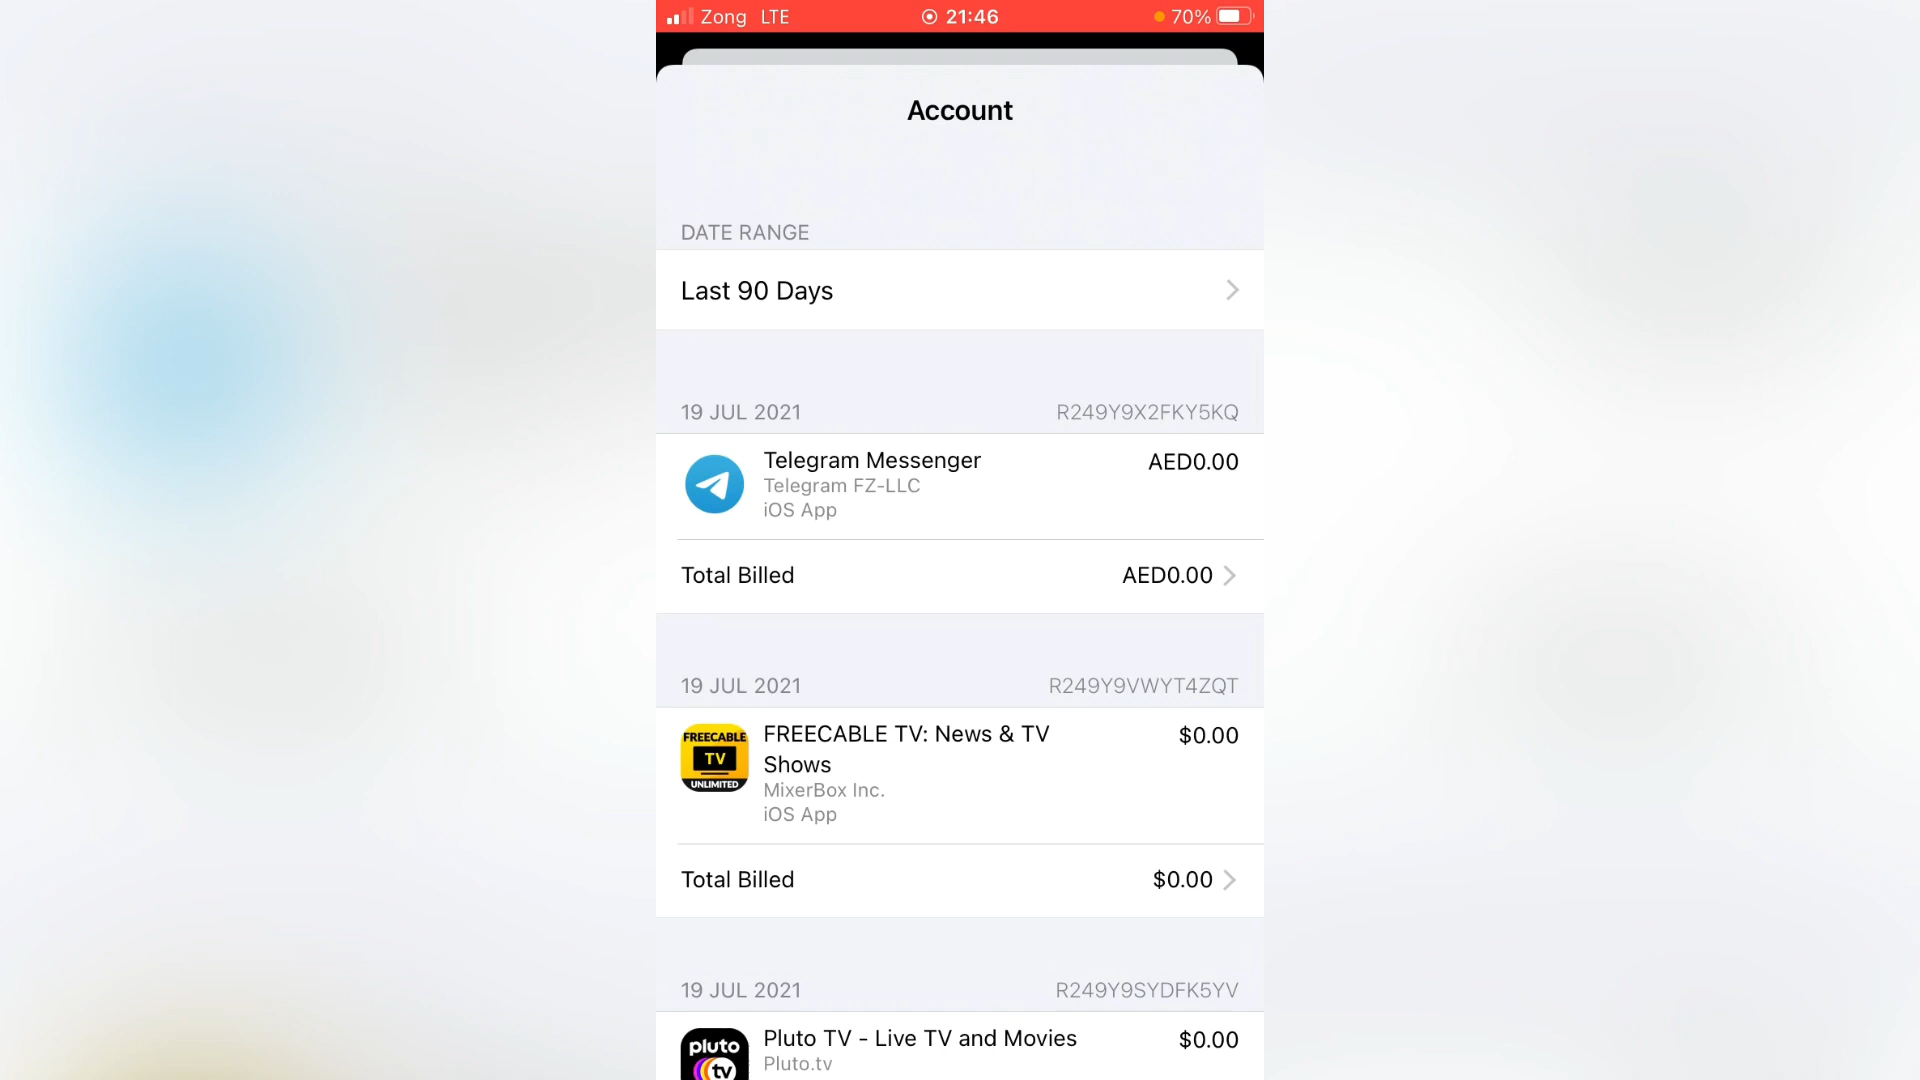 Zong LTE 21:46 70%
Account
DATE RANGE
Last 90 Days
19 JUL 2021 R249Y9X2FKY5KQ
Telegram Messenger AED0.00
Telegram FZ-LLC
iOS App
Total Billed AED0.00
19 JUL 2021 R249Y9VWYT4ZQT
FREECABLE
TV
UNLIMITED
FREECABLE TV: News & TV $0.00
Shows
MixerBox Inc.
iOS App
Total Billed $0.00
19 JUL 2021 R249Y9SYDFK5YV
pluto
tv
Pluto TV - Live TV and Movies $0.00
Pluto.tv